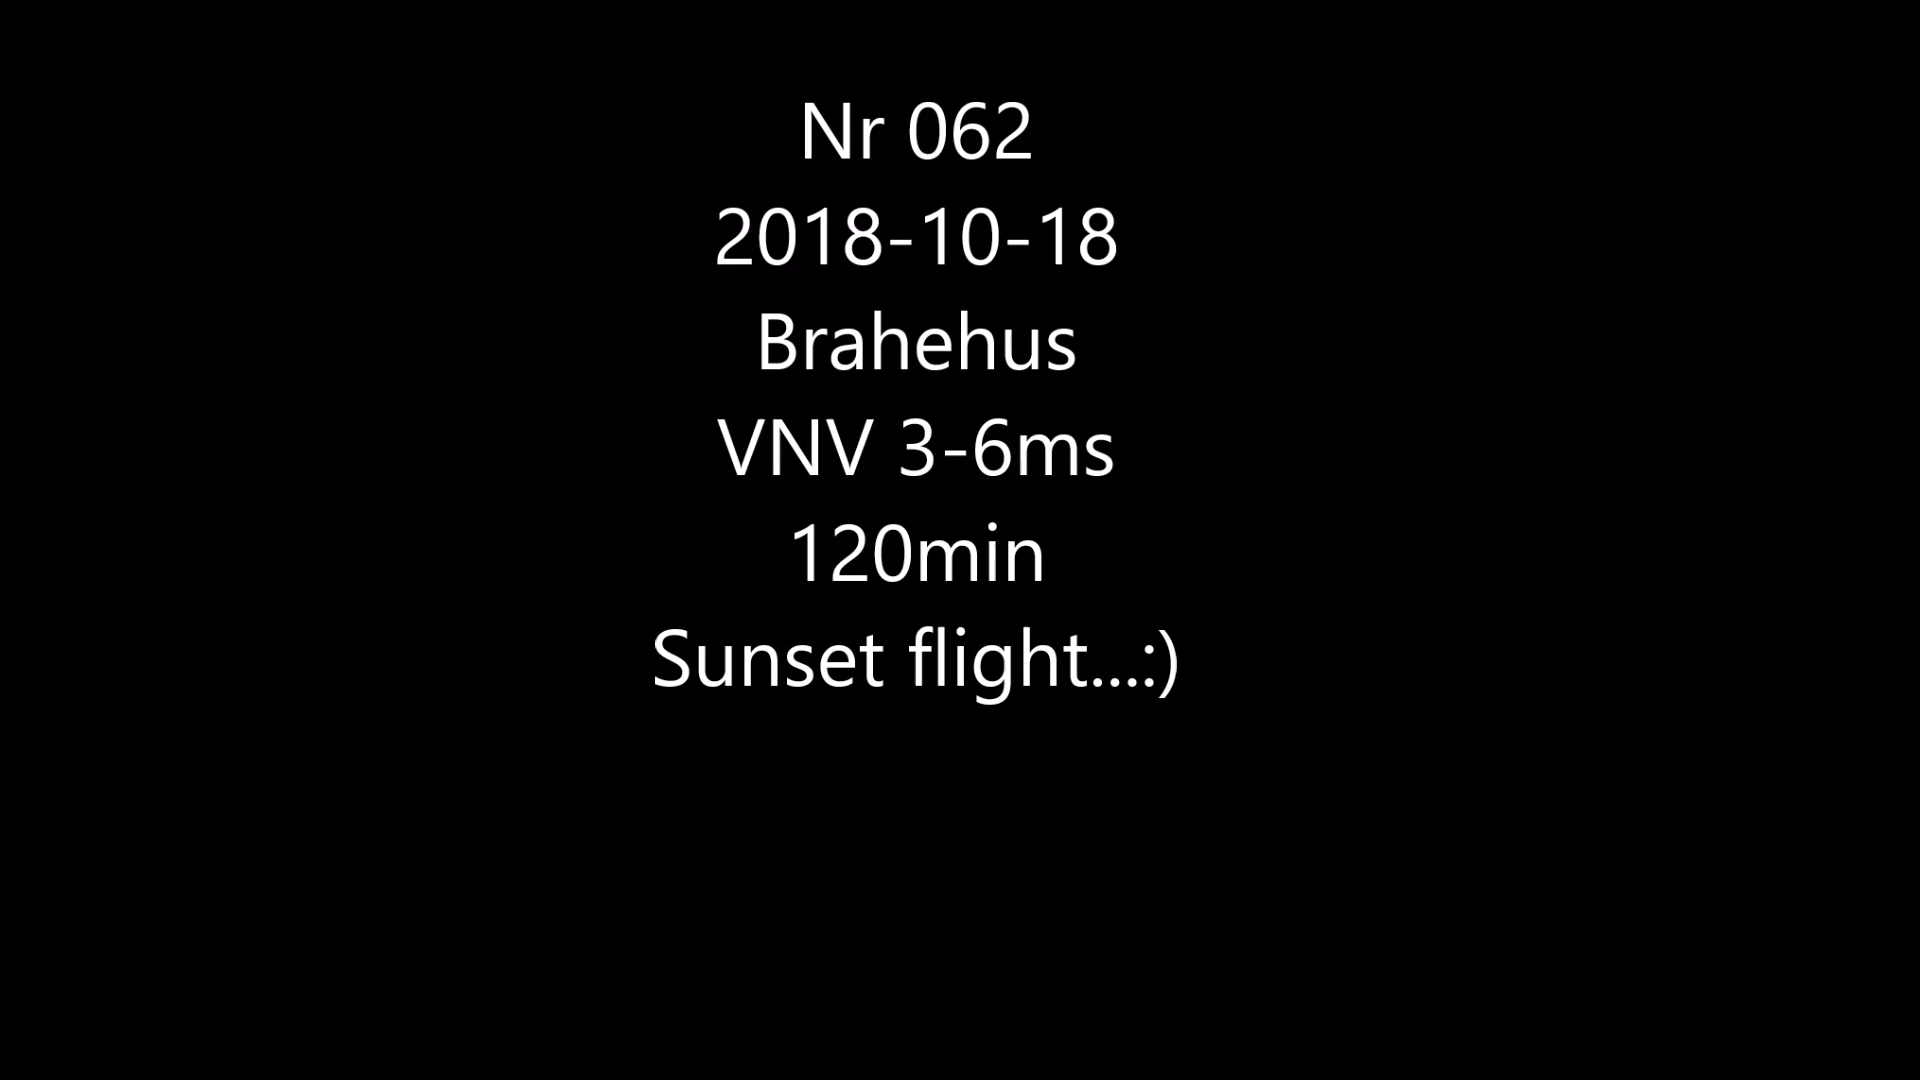 Nr 062
2018-10-18
Brahehus
VNV 3-6ms
120min
Sunset flight...:)